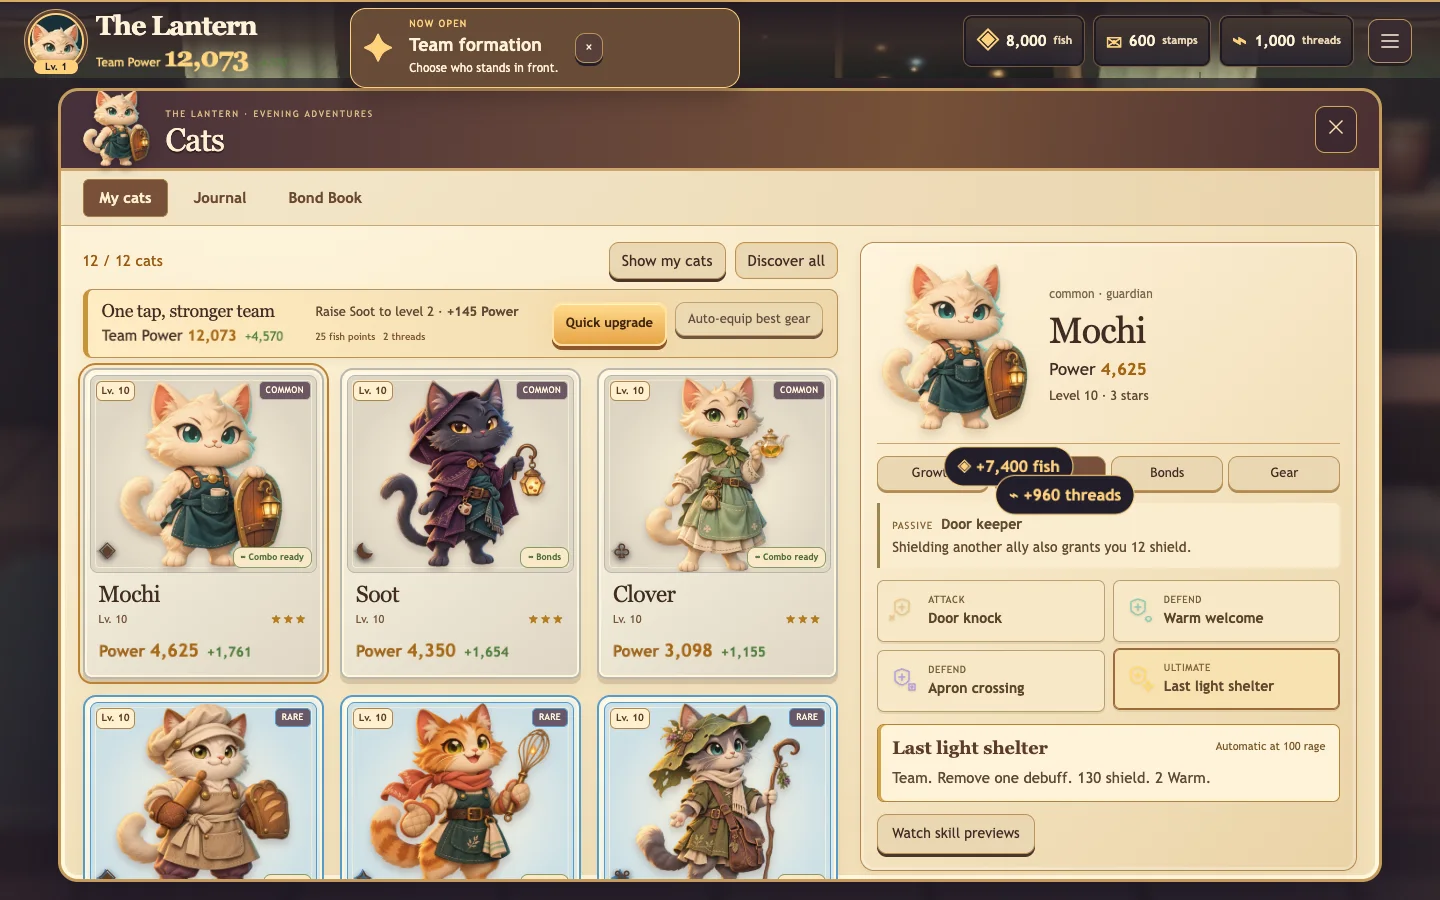 The Lantern
Lv. 1
Team Power 12,073
NOW OPEN
Team formation
Choose who stands in front.
×
8,000 fish
600 stamps
1,000 threads
THE LANTERN · EVENING ADVENTURES
Cats
My cats
Journal
Bond Book
12 / 12 cats
Show my cats
Discover all
One tap, stronger team
Team Power 12,073 +4,570
Raise Soot to level 2 · +145 Power
25 fish points 2 threads
Quick upgrade
Auto-equip best gear
Lv. 10
COMMON
Combo ready
Mochi
Lv. 10
Power 4,625 +1,761
Lv. 10
COMMON
Bonds
Soot
Lv. 10
Power 4,350 +1,654
Lv. 10
COMMON
Combo ready
Clover
Lv. 10
Power 3,098 +1,155
Lv. 10
RARE
Lv. 10
RARE
Lv. 10
RARE
common · guardian
Mochi
Power 4,625
Level 10 · 3 stars
+7,400 fish
Bonds
Gear
+960 threads
PASSIVE Door keeper
Shielding another ally also grants you 12 shield.
ATTACK
Door knock
DEFEND
Warm welcome
DEFEND
Apron crossing
ULTIMATE
Last light shelter
Last light shelter
Automatic at 100 rage
Team. Remove one debuff. 130 shield. 2 Warm.
Watch skill previews